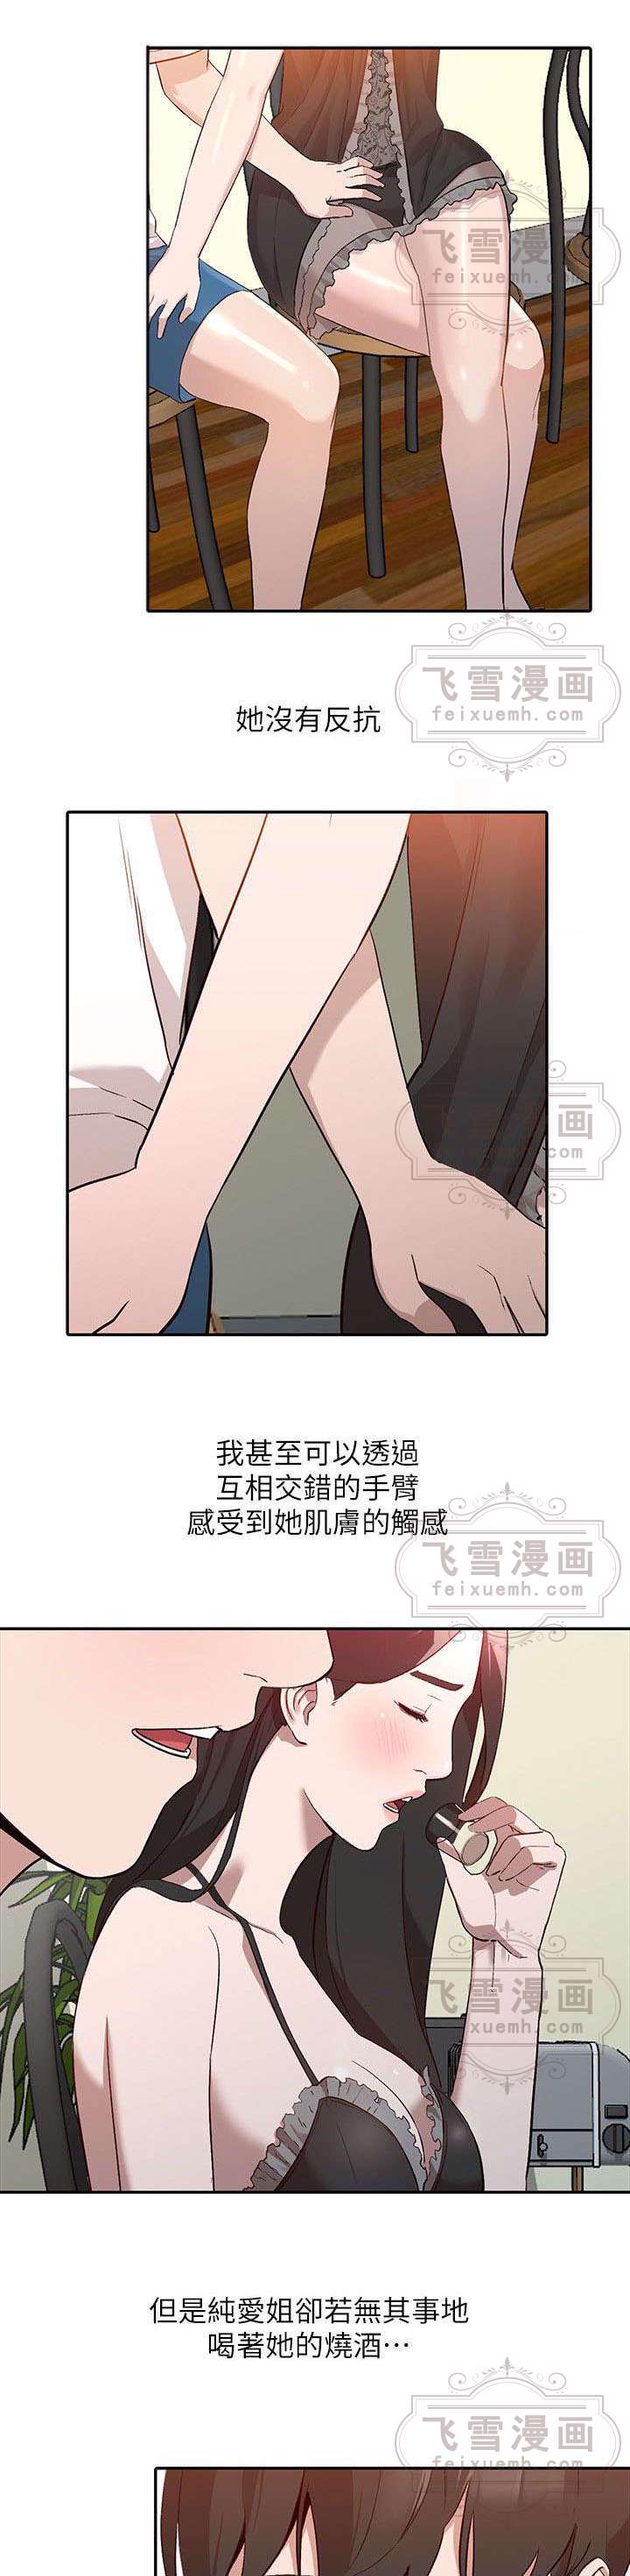 飞雪漫画
feixuemh.com
飞雪漫画
feixuemh.com
她沒有反抗
画
.com
我甚至可以透過
互相交錯的手臂
感受到她肌膚的觸感
飞雪漫画
feixuemh.com
飞雪漫画
xuemh.com
但是純愛姐卻若無其事地
喝著她的燒酒…
飞雪漫画
feixuemh.com